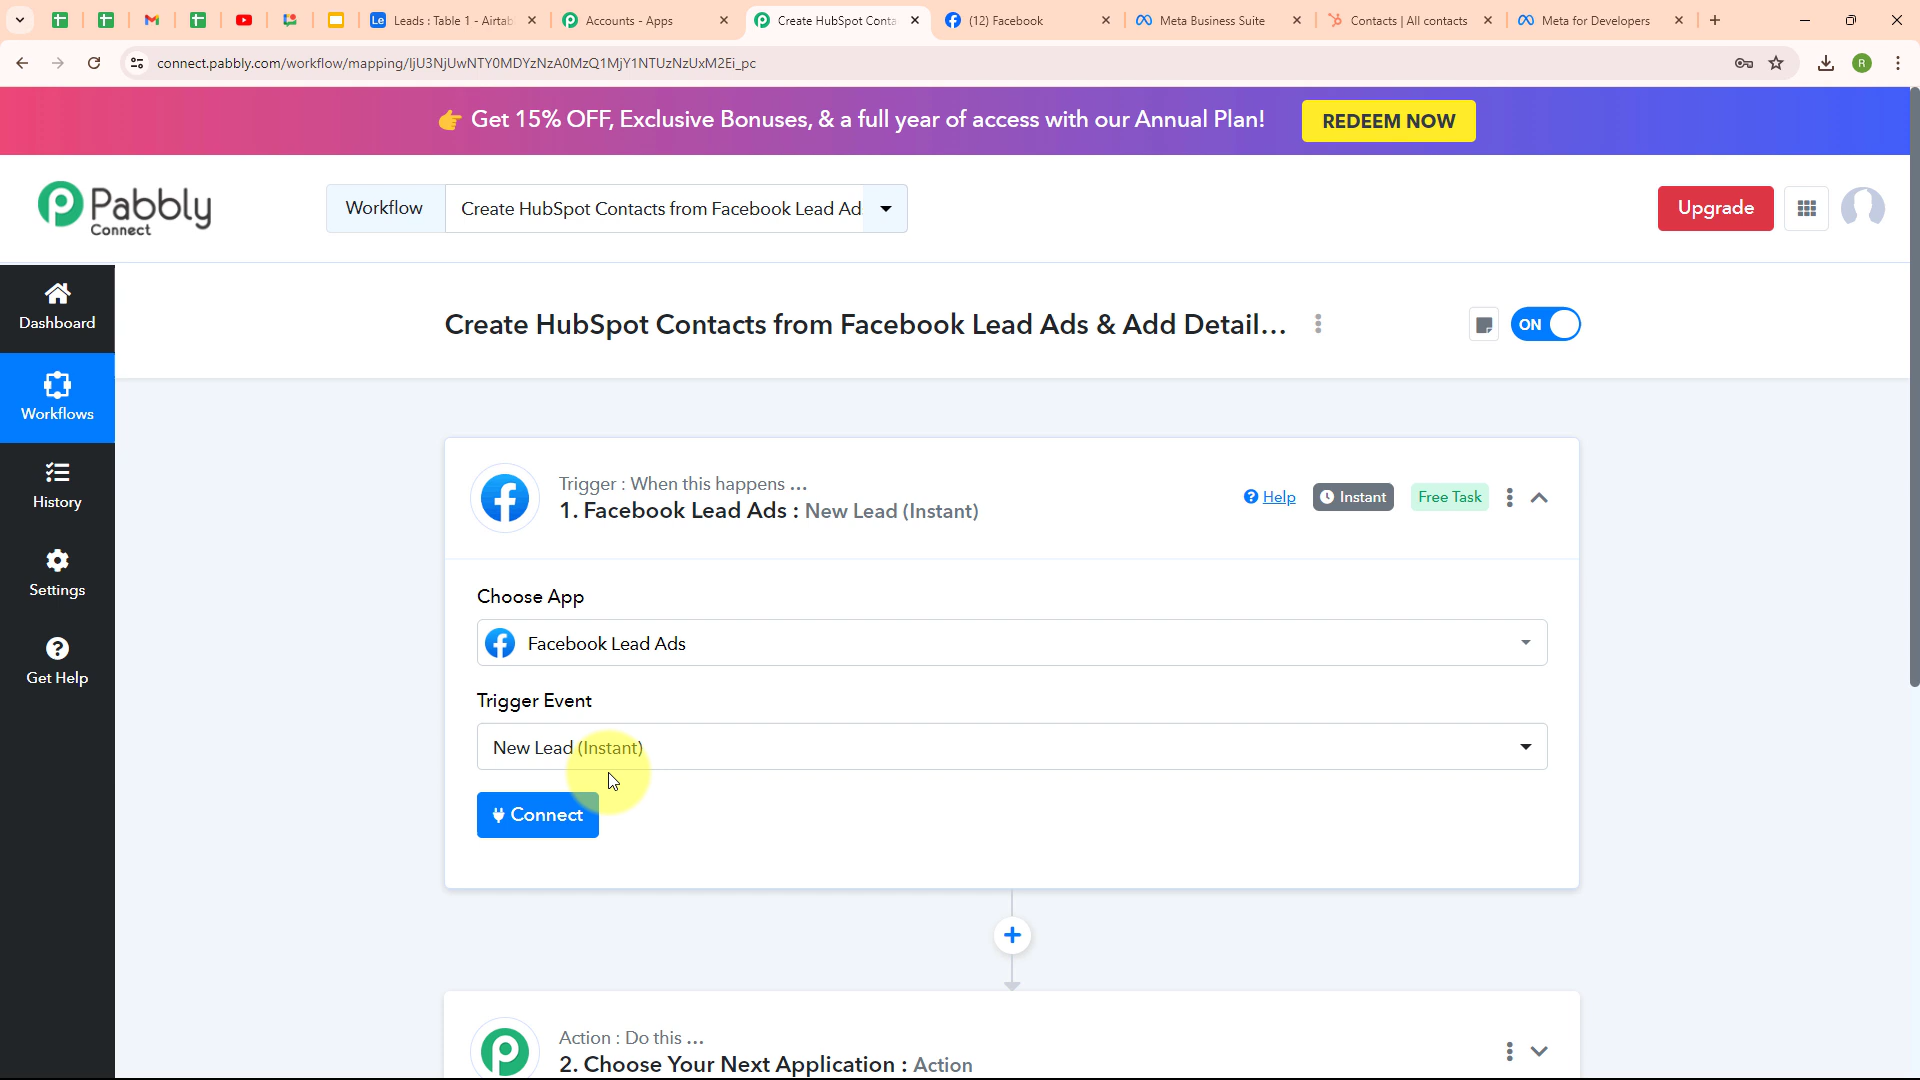 Leads : Table 1 - Airtab
Accounts - Apps
Create HubSpot Conta
(12) Facebook
Meta Business Suite
Contacts | All contacts
Meta for Developers
connect.pabbly.com/workflow/mapping/IjU3NjUwNTY0MDYzNzA0MzQ1MjY1NTUzNzUxM2Ei_pc
R
👉 Get 15% OFF, Exclusive Bonuses, & a full year of access with our Annual Plan!
REDEEM NOW
Pabbly
Connect
Workflow
Create HubSpot Contacts from Facebook Lead Ad
Upgrade
Dashboard
Workflows
History
Settings
Get Help
Create HubSpot Contacts from Facebook Lead Ads & Add Detail...
ON
Trigger : When this happens ...
1. Facebook Lead Ads : New Lead (Instant)
Help
Instant
Free Task
Choose App
Facebook Lead Ads
Trigger Event
New Lead (Instant)
Connect
Action : Do this ...
2. Choose Your Next Application : Action